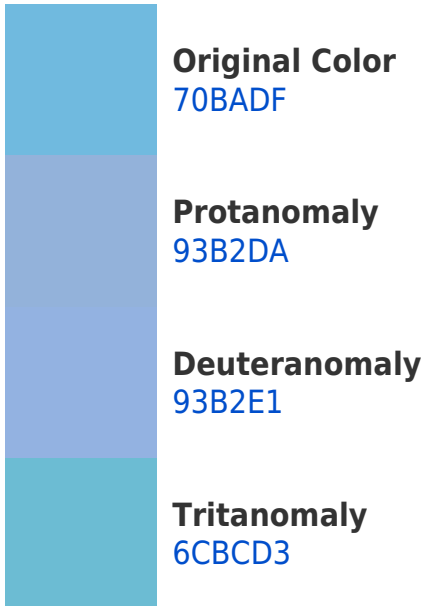 Original Color
70BADF
Protanomaly
93B2DA
Deuteranomaly
93B2E1
Tritanomaly
6CBCD3